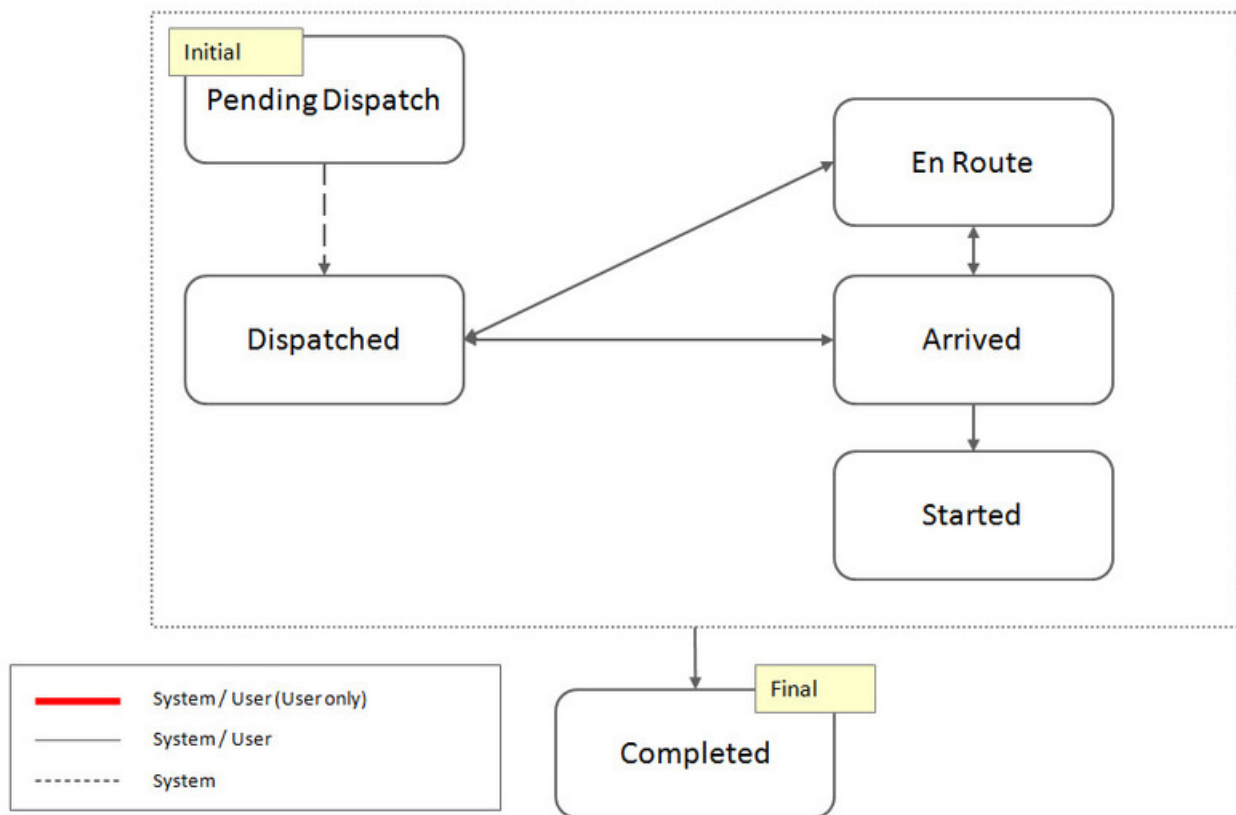 Initial
Pending Dispatch
En Route
Dispatched
Arrived
Started
System / User (User only)
System / User
System
Final
Completed